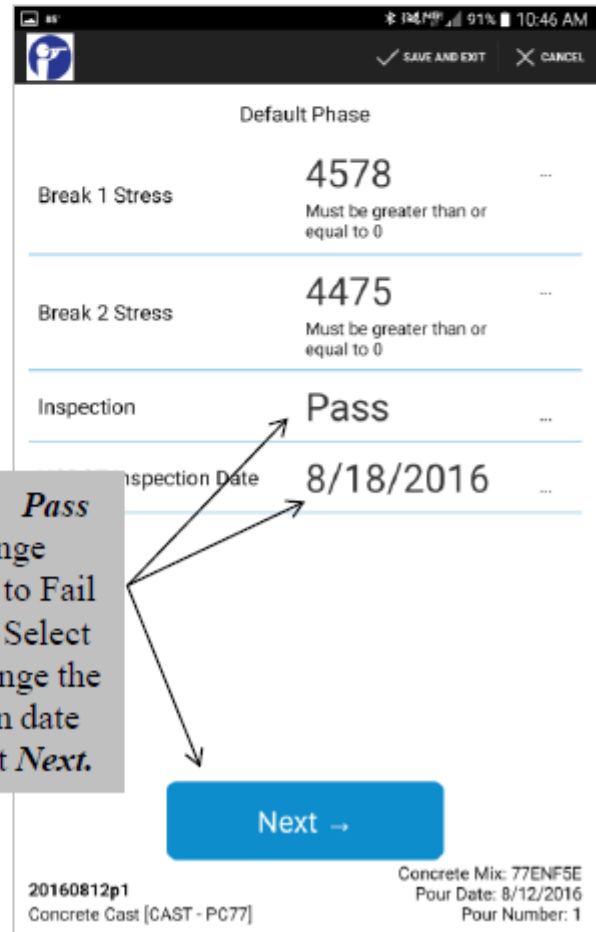 85°
91% 10:46 AM
SAVE AND EXIT CANCEL
Default Phase
Break 1 Stress
4578
...
Must be greater than or
equal to 0
Break 2 Stress
4475
...
Must be greater than or
equal to 0
Inspection
Pass
...
Inspection Date
8/18/2016
...
Pass
to Fail
Select
the
date
Next.
Next →
20160812p1
Concrete Cast [CAST - PC77]
Concrete Mix: 77ENF5E
Pour Date: 8/12/2016
Pour Number: 1